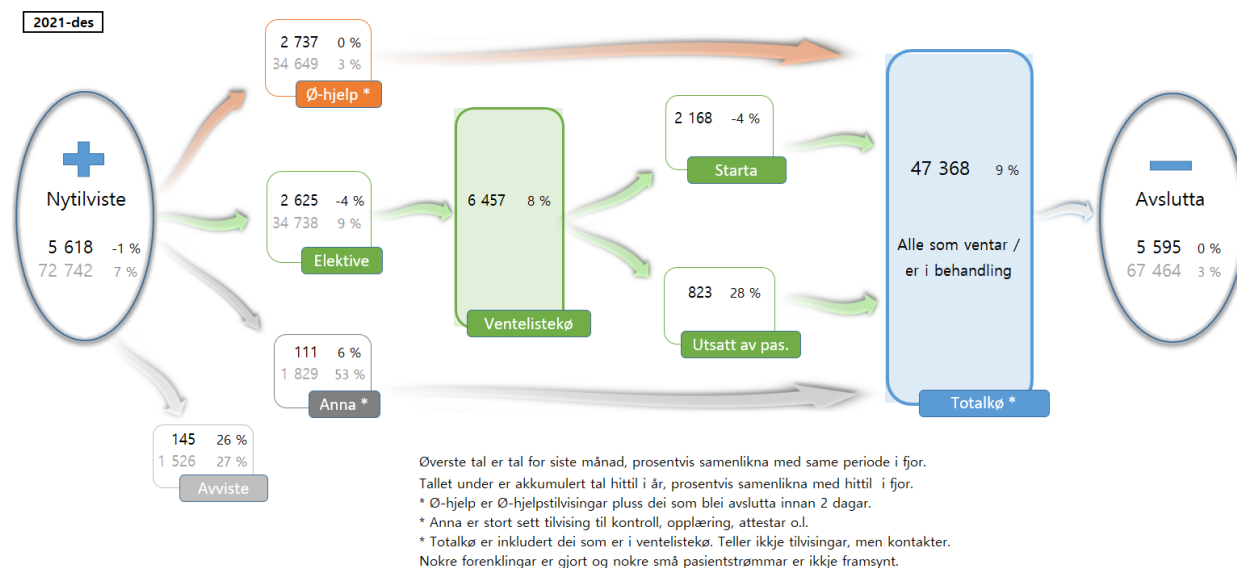 2021-des
2 737 0 %
34 649 3 %
Ø-hjelp *
Nytilviste
5 618 -1 %
72 742 7 %
2 625 -4 %
34 738 9 %
Elektive
6 457 8 %
Ventelistekø
2 168 -4 %
Starta
823 28 %
Utsatt av pas.
47 368 9 %
Alle som ventar /
er i behandling
Totalkø *
Avslutta
5 595 0 %
67 464 3 %
111 6 %
1 829 53 %
Anna *
145 26 %
1 526 27 %
Avviste
Øverste tal er tal for siste månad, prosentvis samenlikna med same periode i fjor.
Tallet under er akkumulert tal hittil i år, prosentvis samenlikna med hittil i fjor.
* Ø-hjelp er Ø-hjelpstilvisingar pluss dei som blei avslutta innan 2 dagar.
* Anna er stort sett tilvising til kontroll, opplæring, attestar o.l.
* Totalkø er inkludert dei som er i ventelistekø. Teller ikkje tilvisingar, men kontakter.
Nokre forenklingar er gjort og nokre små pasientstrømmar er ikkje framsynt.